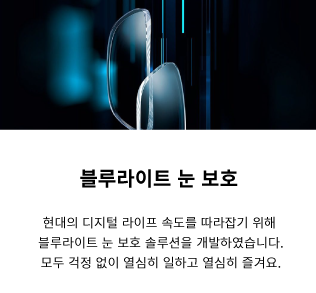 블루라이트 눈 보호
현대의 디지털 라이프 속도를 따라잡기 위해
블루라이트 눈 보호 솔루션을 개발하였습니다.
모두 걱정 없이 열심히 일하고 열심히 즐겨요.